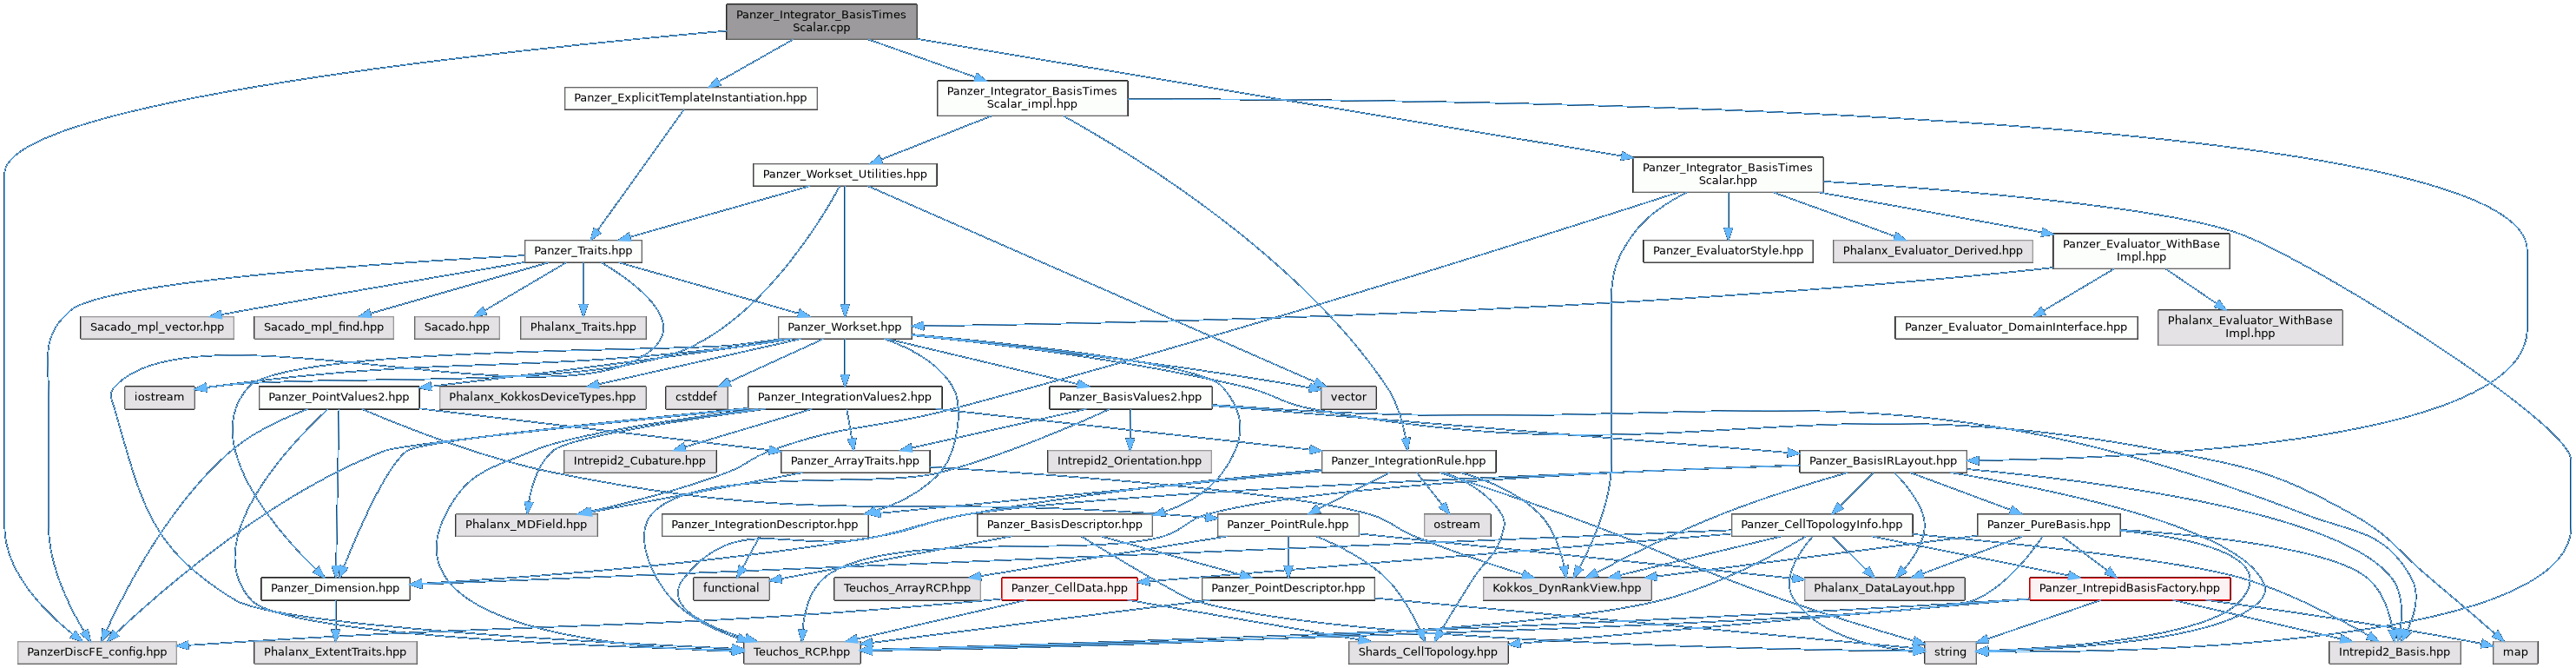 Panzer_Integrator_BasisTimes
Scalar.cpp
Panzer_ExplicitTemplateInstantiation.hpp
Panzer_Integrator_BasisTimes
Scalar_impl.hpp
Panzer_Workset_Utilities.hpp
Panzer_Integrator_BasisTimes
Scalar.hpp
Panzer_Traits.hpp
Panzer_EvaluatorStyle.hpp
Phalanx_Evaluator_Derived.hpp
Panzer_Evaluator_WithBase
Impl.hpp
Sacado_mpl_vector.hpp
Sacado_mpl_find.hpp
Sacado.hpp
Phalanx_Traits.hpp
Panzer_Workset.hpp
Panzer_Evaluator_DomainInterface.hpp
Phalanx_Evaluator_WithBase
Impl.hpp
iostream
Panzer_PointValues2.hpp
Phalanx_KokkosDeviceTypes.hpp
cstddef
Panzer_IntegrationValues2.hpp
Panzer_BasisValues2.hpp
vector
Intrepid2_Cubature.hpp
Panzer_ArrayTraits.hpp
Intrepid2_Orientation.hpp
Panzer_IntegrationRule.hpp
Panzer_BasisIRLayout.hpp
Phalanx_MDField.hpp
Panzer_IntegrationDescriptor.hpp
Panzer_BasisDescriptor.hpp
Panzer_PointRule.hpp
ostream
Panzer_CellTopologyInfo.hpp
Panzer_PureBasis.hpp
Panzer_Dimension.hpp
functional
Teuchos_ArrayRCP.hpp
Panzer_CellData.hpp
Panzer_PointDescriptor.hpp
Kokkos_DynRankView.hpp
Phalanx_DataLayout.hpp
Panzer_IntrepidBasisFactory.hpp
PanzerDiscFE_config.hpp
Phalanx_ExtentTraits.hpp
Teuchos_RCP.hpp
Shards_CellTopology.hpp
string
Intrepid2_Basis.hpp
map